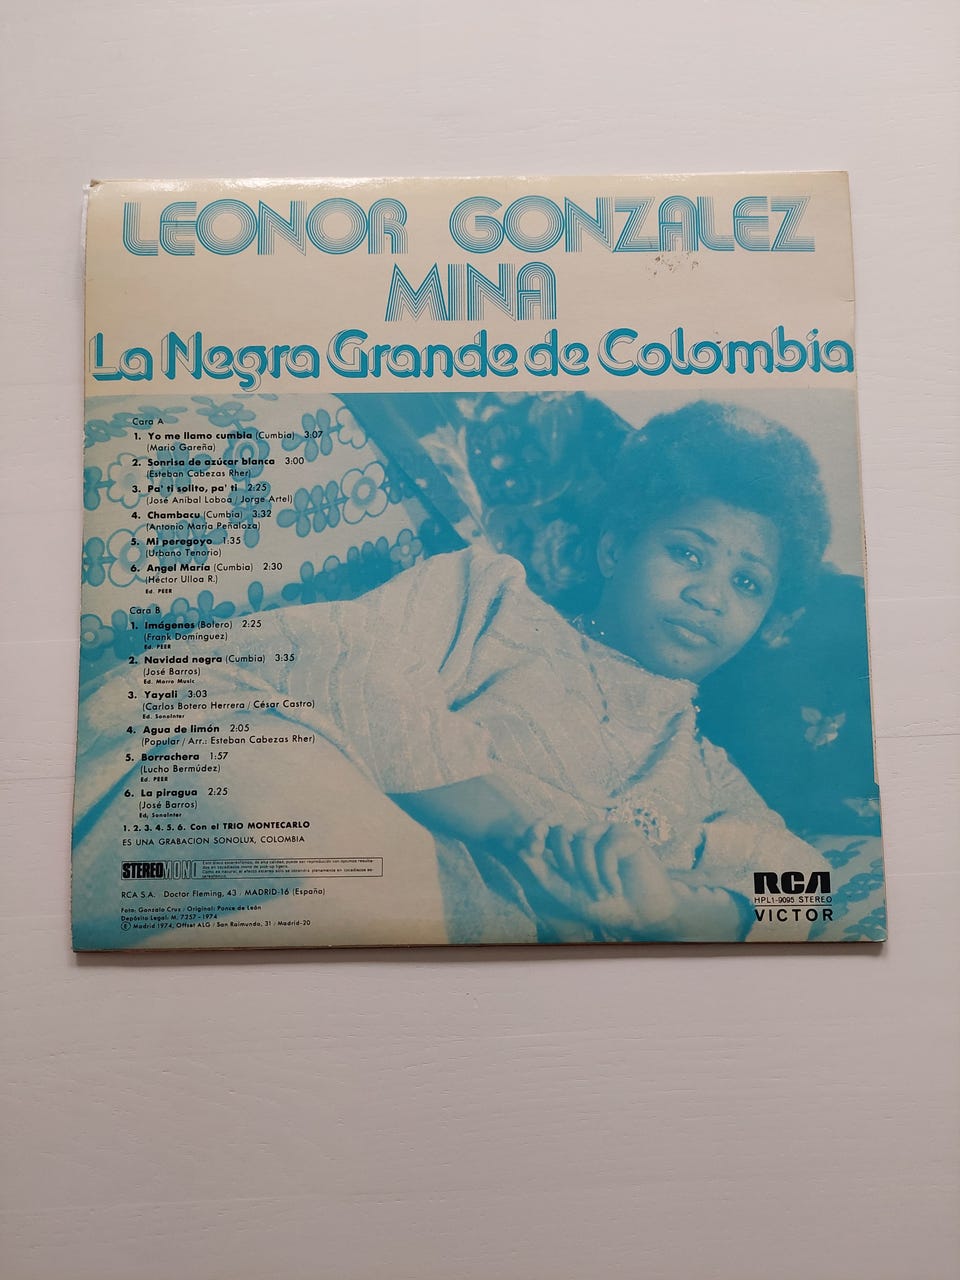 LEONOR GONZALEZ
MINA
La Negra Grande de Colombia
Cara A
1. Yo me llamo cumbia (Cumbia) 3:07
(Mario Gareña)
2. Sonrisa de azúcar blanca 3:00
(Esteban Cabezas Rher)
3. Pa' ti solito, pa' ti 2:25
(José Aníbal Loboa / Jorge Artel)
4. Chambacu (Cumbia) 3:32
(Antonio María Peñaloza)
5. Mi peregoyo 1:35
(Urbano Tenorio)
6. Angel María (Cumbia) 2:30
(Héctor Ulloa R.)
Ed. PEER
Cara B
1. Imágenes (Bolero) 2:25
(Frank Domínguez)
Ed. PEER
2. Navidad negra (Cumbia) 3:35
(José Barros)
Ed. Morro Music
3. Yayali 3:03
(Carlos Botero Herrera / César Castro)
Ed. Sonolnter
4. Agua de limón 2:05
(Popular / Arr.: Esteban Cabezas Rher)
5. Borrachera 1:57
(Lucho Bermúdez)
Ed. PEER
6. La piragua 2:25
(José Barros)
Ed. Sonolnter
1. 2. 3. 4. 5. 6. Con el TRIO MONTECARLO
ES UNA GRABACION SONOLUX, COLOMBIA
STEREO MONO
RCA S.A. Doctor Fleming, 43 / MADRID-16 (España)
Foto: Gonzalo Cruz / Original: Ponce de León
Depósito Legal: M. 7257 - 1974
Ⓔ Madrid 1974, Offset ALG / San Raimundo, 31 / Madrid-20
RCA
HPL1-9095 STEREO
VICTOR